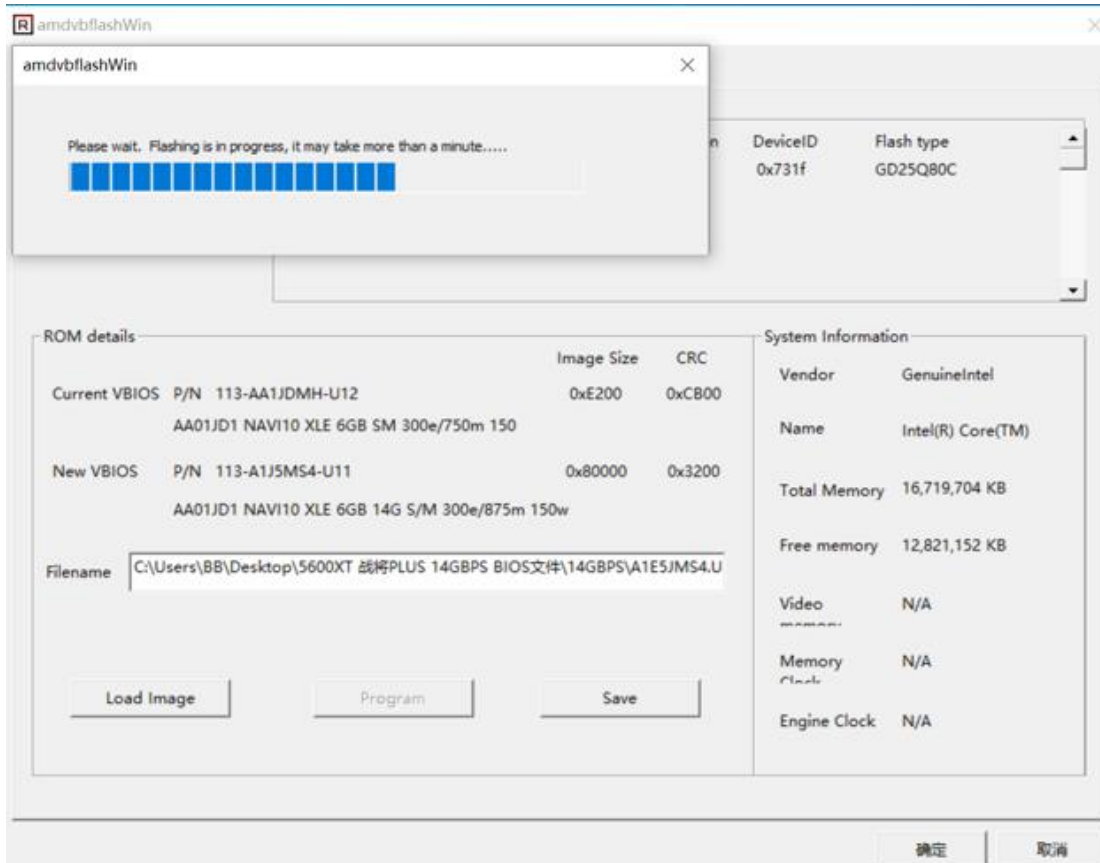 amdvbflashWin
amdvbflashWin
Please wait. Flashing is in progress, it may take more than a minute.....
n DeviceID Flash type
0x731f GD25Q80C
ROM details
Image Size CRC
Current VBIOS P/N 113-AA1JDMH-U12 0xE200 0xCB00
AA01JD1 NAVI10 XLE 6GB SM 300e/750m 150
New VBIOS P/N 113-A1J5MS4-U11 0x80000 0x3200
AA01JD1 NAVI10 XLE 6GB 14G S/M 300e/875m 150w
Filename C:\Users\BB\Desktop\5600XT 战将PLUS 14GBPS BIOS文件\14GBPS\A1E5JMS4.U
Load Image Program Save
System Information
Vendor GenuineIntel
Name Intel(R) Core(TM)
Total Memory 16,719,704 KB
Free memory 12,821,152 KB
Video N/A
memory
Memory N/A
Clock
Engine Clock N/A
确定 取消